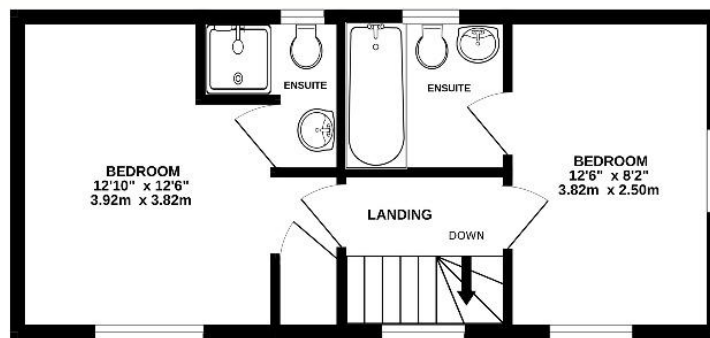 ENSUITE
ENSUITE
BEDROOM
12'10" x 12'6"
3.92m x 3.82m
BEDROOM
12'6" x 8'2"
3.82m x 2.50m
LANDING
DOWN